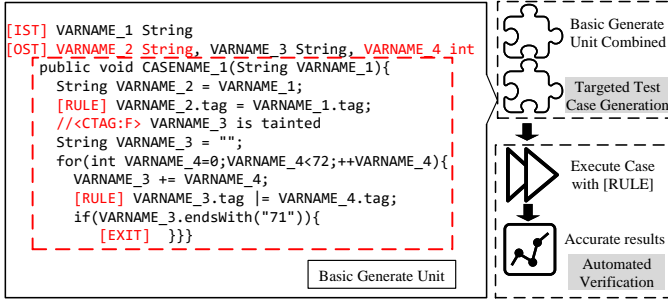 [IST] VARNAME_1 String
[OST] VARNAME_2 String, VARNAME_3 String, VARNAME_4 int
public void CASENAME_1(String VARNAME_1){
String VARNAME_2 = VARNAME_1;
[RULE] VARNAME_2.tag = VARNAME_1.tag;
//<CTAG:F> VARNAME_3 is tainted
String VARNAME_3 = "";
for(int VARNAME_4=0;VARNAME_4<72;++VARNAME_4){
VARNAME_3 += VARNAME_4;
[RULE] VARNAME_3.tag |= VARNAME_4.tag;
if(VARNAME_3.endsWith("71")){
[EXIT] }}}
Basic Generate Unit
Basic Generate
Unit Combined
Targeted Test
Case Generation
Execute Case
with [RULE]
Accurate results
Automated
Verification